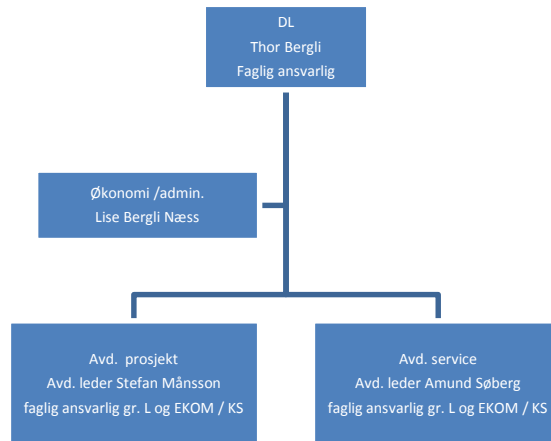 DL
Thor Bergli
Faglig ansvarlig
Økonomi /admin.
Lise Bergli Næss
Avd. prosjekt
Avd. leder Stefan Månsson
faglig ansvarlig gr. L og EKOM / KS
Avd. service
Avd. leder Amund Søberg
faglig ansvarlig gr. L og EKOM / KS